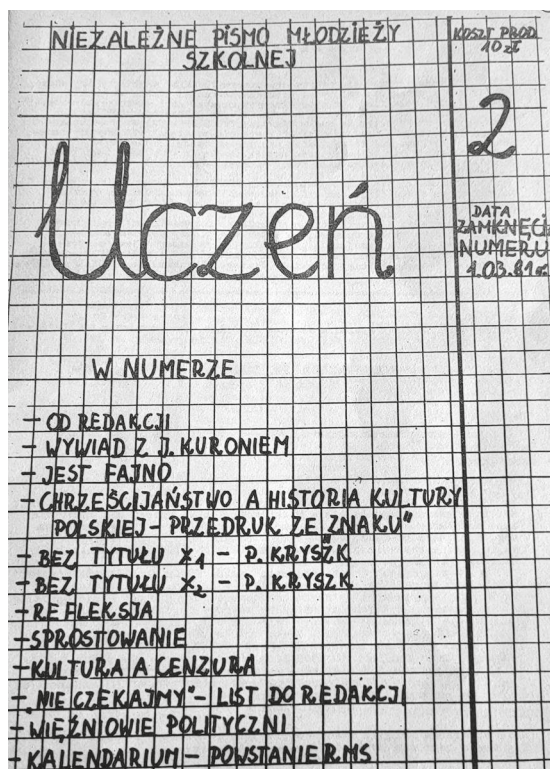 NIEZALEŻNE PISMO MŁODZIEŻY
SZKOLNEJ
KOSZT PROD
10 zł
2
Uczeń
DATA
ZAMKNIĘCIA
NUMERU
1.03.81 r.
W NUMERZE
- OD REDAKCJI
- WYWIAD Z J. KURONIEM
- JEST FAJNO
- CHRZEŚCIJAŃSTWO A HISTORIA KULTURY
POLSKIEJ - PRZEDRUK ZE „ZNAKU"
- BEZ TYTUŁU X1 - P. KRYSZK
- BEZ TYTUŁU X2 - P. KRYSZK
- REFLEKSJA
- SPROSTOWANIE
- KULTURA A CENZURA
- „NIE CZEKAJMY" - LIST DO REDAKCJI
- WIĘŹNIOWIE POLITYCZNI
- KALENDARIUM - POWSTANIE RMS